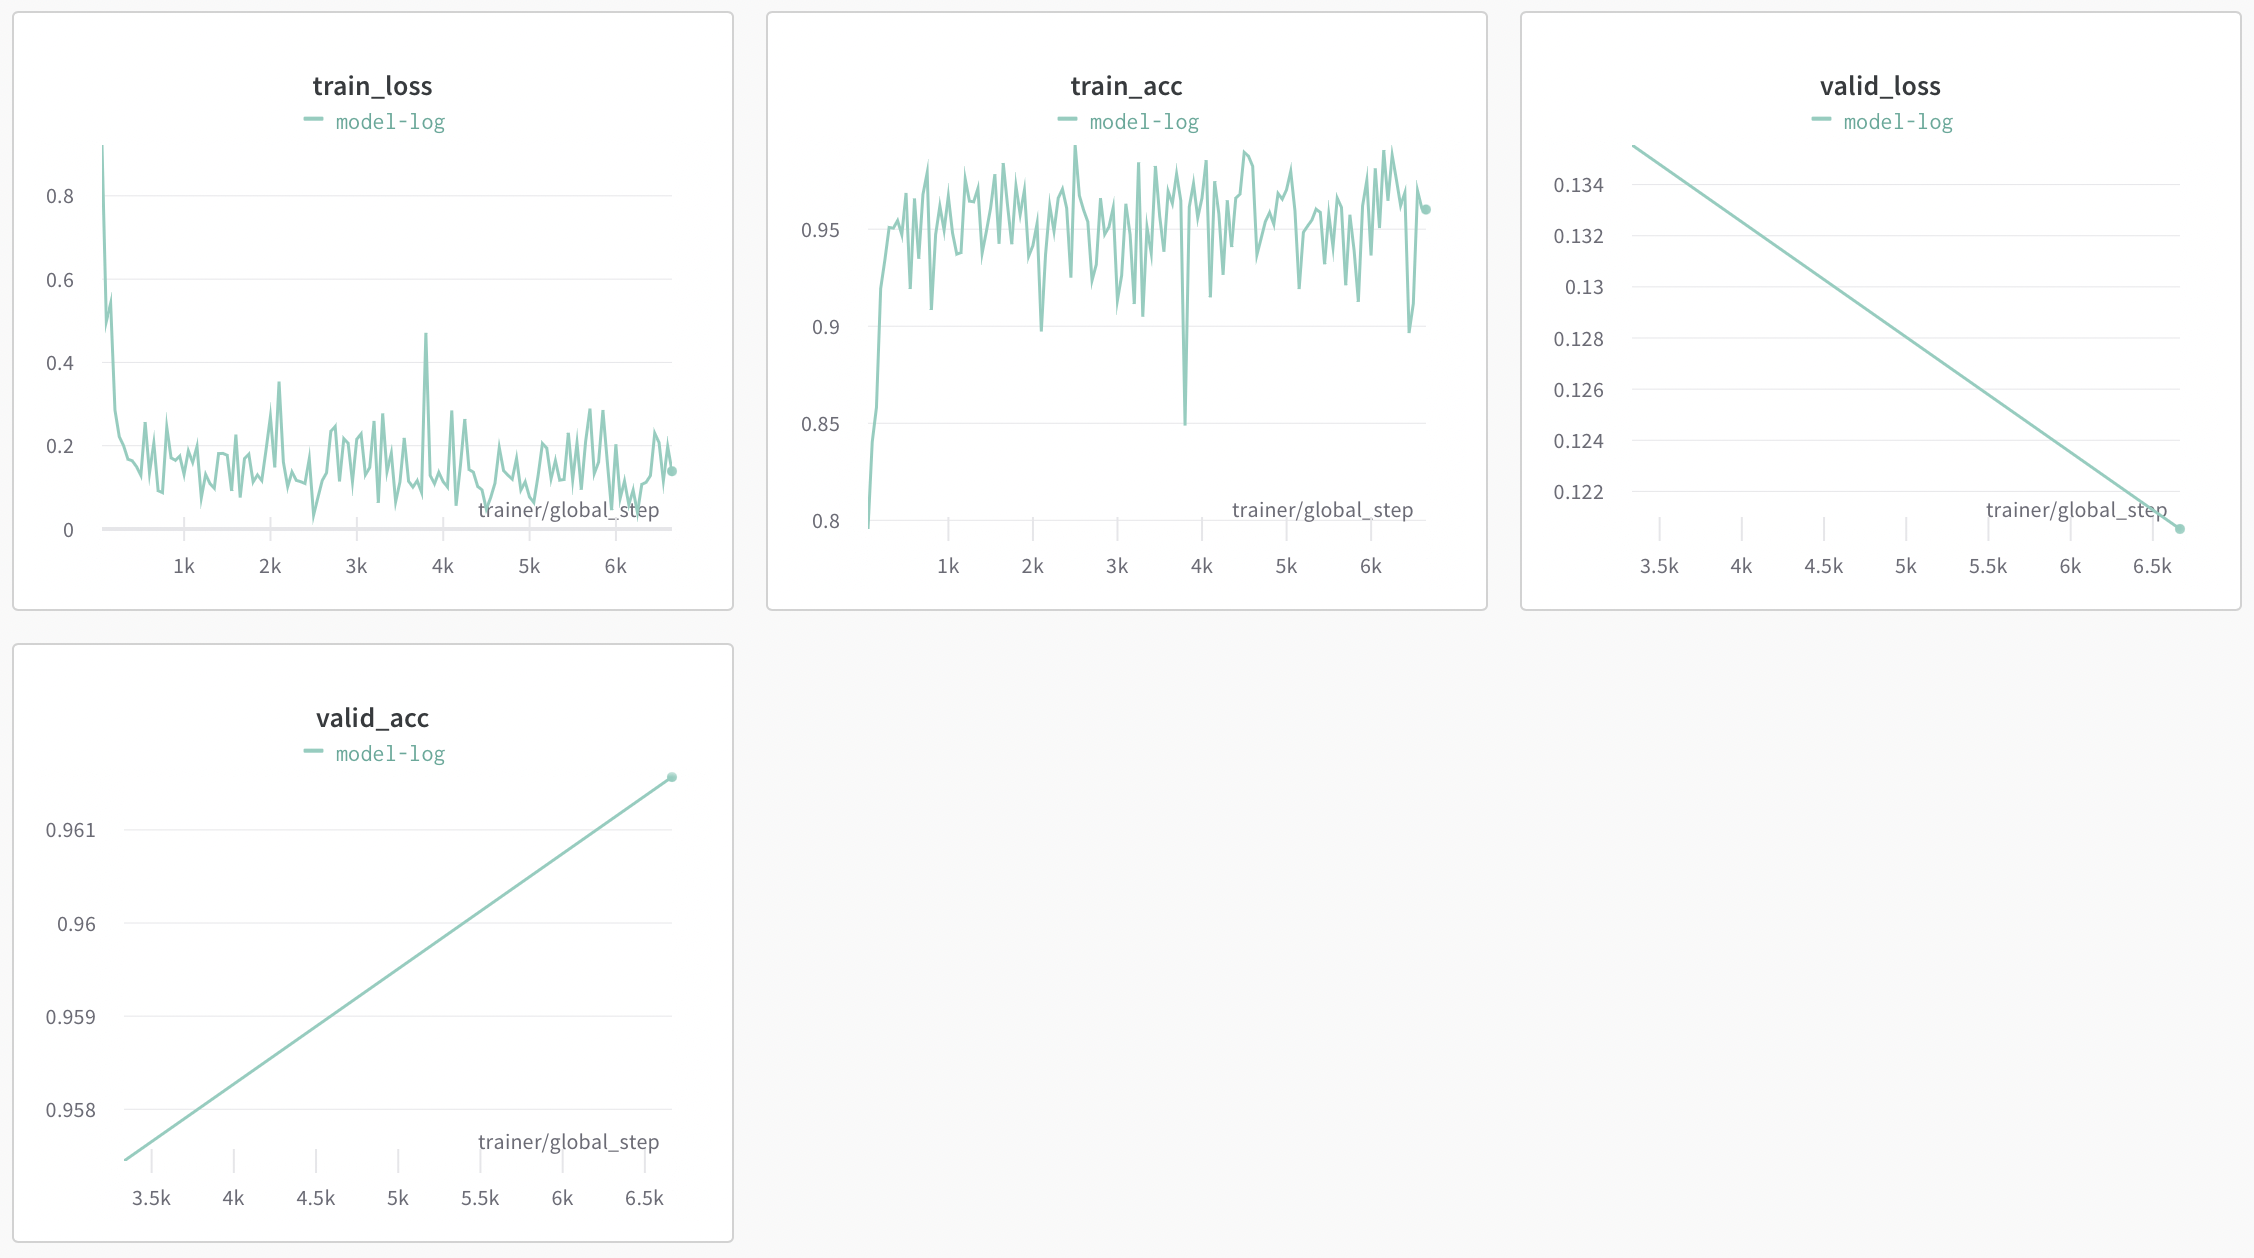 train_loss
model-log
0.8
0.6
0.4
0.2
0
trainer/global_step
1k 2k 3k 4k 5k 6k
train_acc
model-log
0.95
0.9
0.85
0.8
trainer/global_step
1k 2k 3k 4k 5k 6k
valid_loss
model-log
0.134
0.132
0.13
0.128
0.126
0.124
0.122
trainer/global_step
3.5k 4k 4.5k 5k 5.5k 6k 6.5k
valid_acc
model-log
0.961
0.96
0.959
0.958
trainer/global_step
3.5k 4k 4.5k 5k 5.5k 6k 6.5k